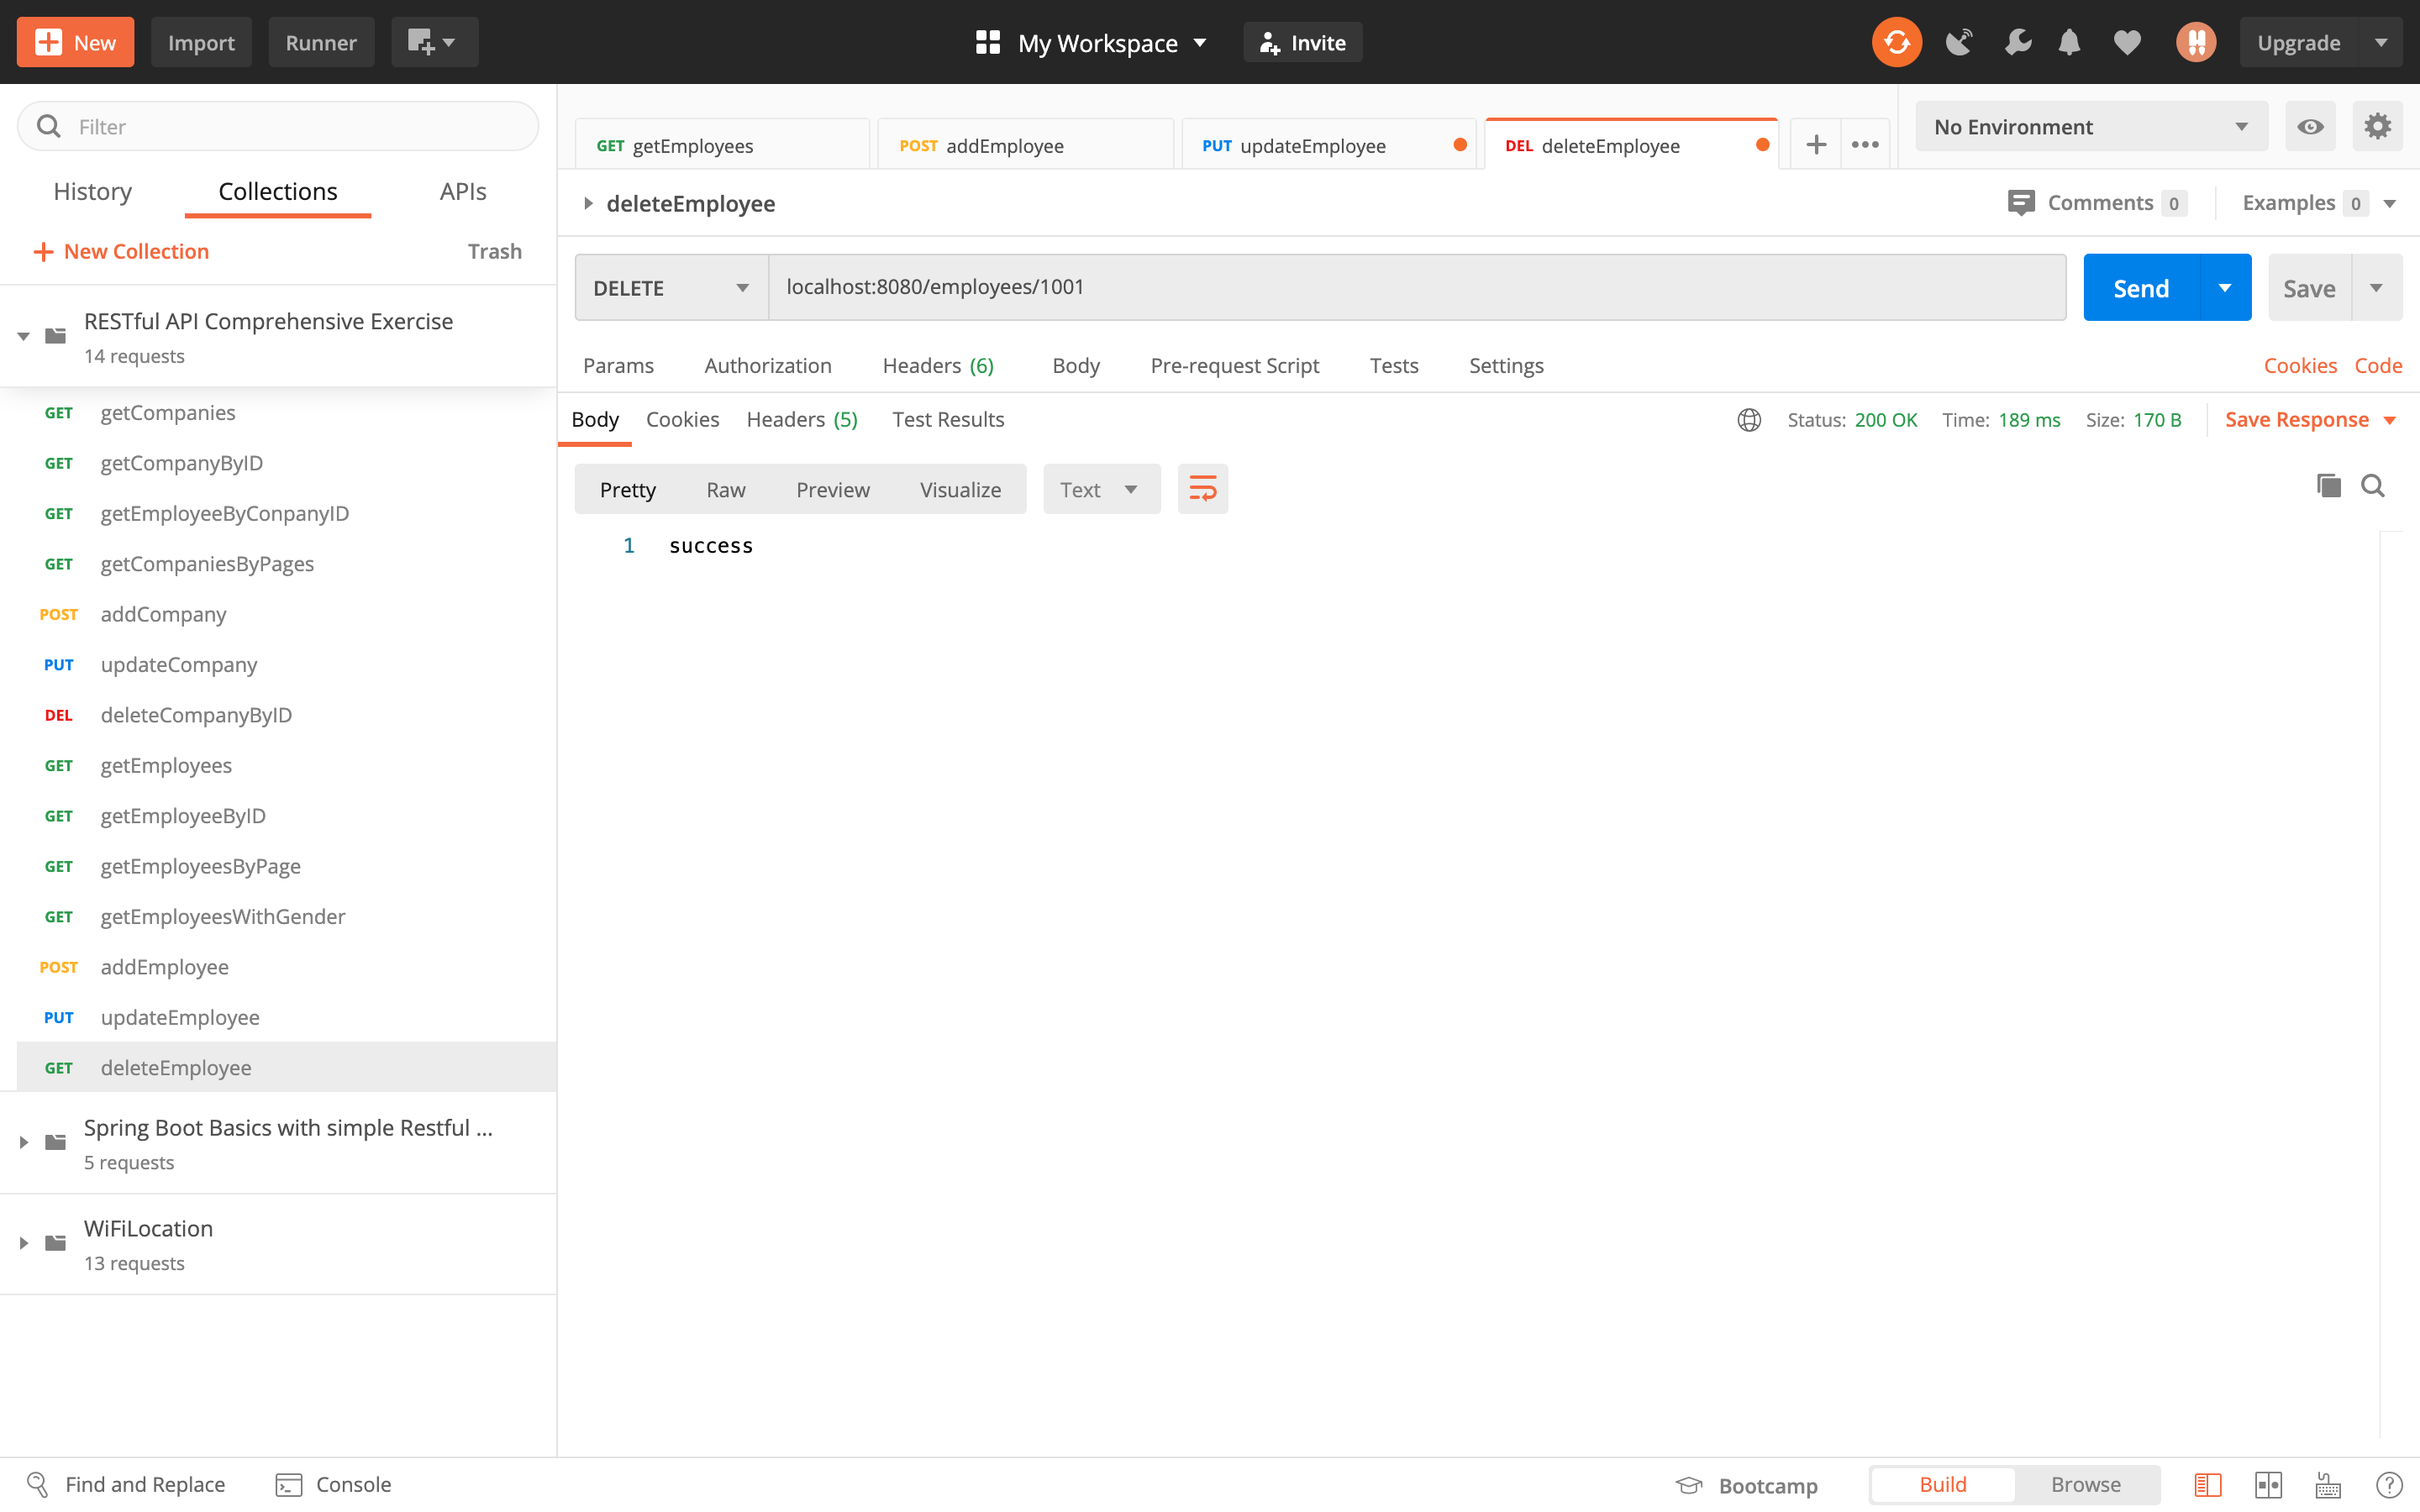 New Import Runner My Workspace Invite Upgrade
Filter
History Collections APIs
New Collection Trash
RESTful API Comprehensive Exercise
14 requests
GET getCompanies
GET getCompanyByID
GET getEmployeeByConpanyID
GET getCompaniesByPages
POST addCompany
PUT updateCompany
DEL deleteCompanyByID
GET getEmployees
GET getEmployeeByID
GET getEmployeesByPage
GET getEmployeesWithGender
POST addEmployee
PUT updateEmployee
GET deleteEmployee
Spring Boot Basics with simple Restful ...
5 requests
WiFiLocation
13 requests
GET getEmployees POST addEmployee PUT updateEmployee DEL deleteEmployee
No Environment
deleteEmployee Comments 0 Examples 0
DELETE localhost:8080/employees/1001 Send Save
Params Authorization Headers (6) Body Pre-request Script Tests Settings Cookies Code
Body Cookies Headers (5) Test Results Status: 200 OK Time: 189 ms Size: 170 B Save Response
Pretty Raw Preview Visualize Text
1 success
Find and Replace Console Bootcamp Build Browse